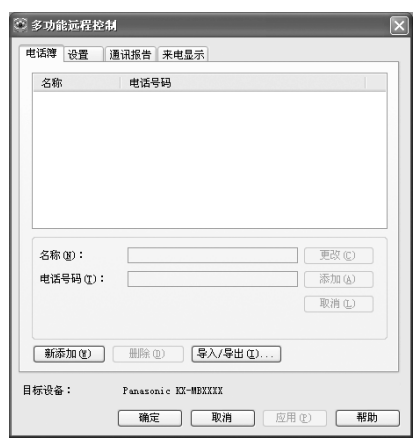 多功能远程控制
电话簿 设置 通讯报告 来电显示
名称 电话号码
名称(N)： 更改(C)
电话号码(T)： 添加(A)
取消(L)
新添加(W) 删除(D) 导入/导出(I)...
目标设备： Panasonic KX-MBXXXX
确定 取消 应用(P) 帮助